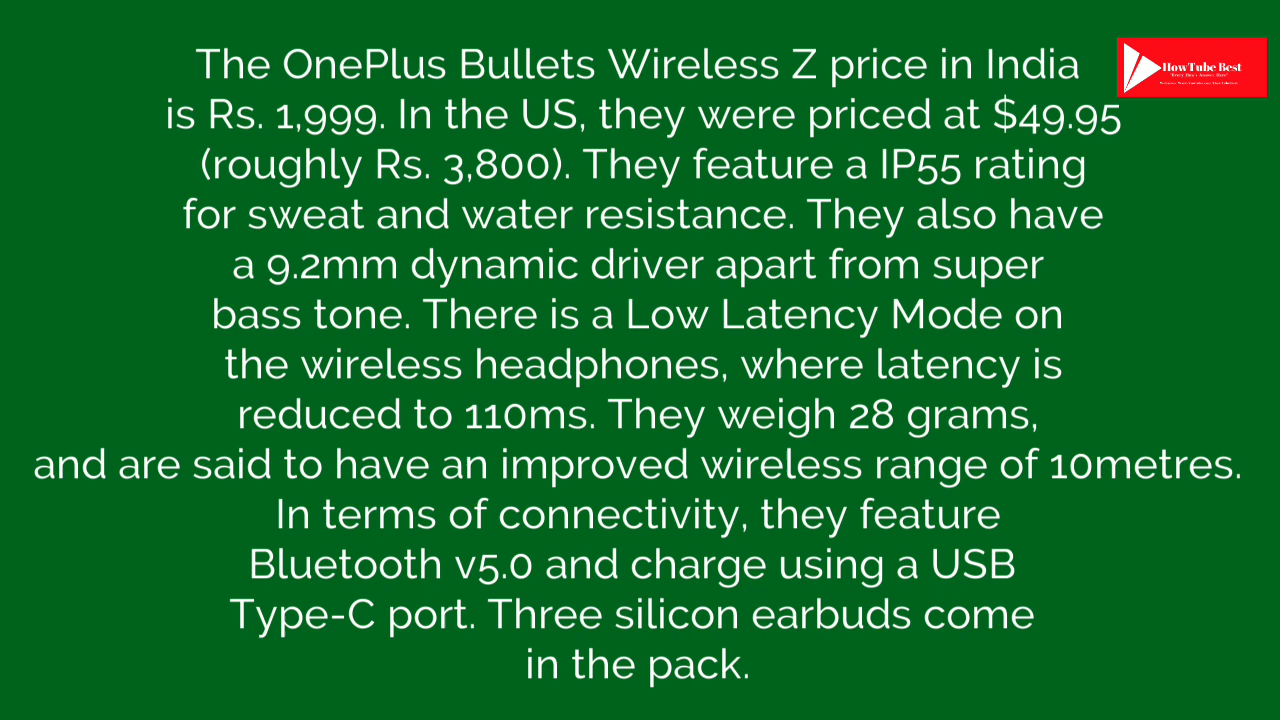 The OnePlus Bullets Wireless Z price in India
is Rs. 1,999. In the US, they were priced at $49.95
(roughly Rs. 3,800). They feature a IP55 rating
for sweat and water resistance. They also have
a 9.2mm dynamic driver apart from super
bass tone. There is a Low Latency Mode on
the wireless headphones, where latency is
reduced to 110ms. They weigh 28 grams,
and are said to have an improved wireless range of 10metres.
In terms of connectivity, they feature
Bluetooth v5.0 and charge using a USB
Type-C port. Three silicon earbuds come
in the pack.
HowTube Best